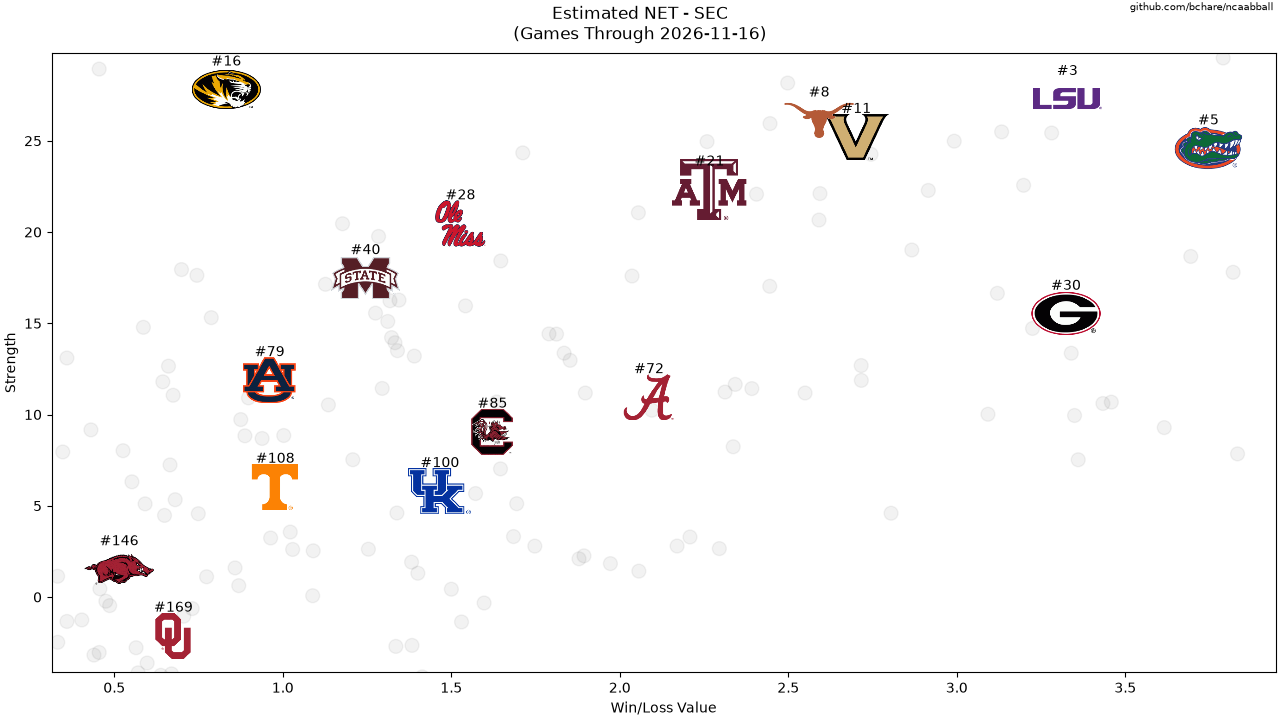 github.com/bchare/ncaabball
Estimated NET - SEC
(Games Through 2026-11-16)
#16
#3
#8
#11
#5
LSU
V
#21
ATM
#28
Ole
Miss
#40
M
STATE
#30
G
#79
AU
#72
A
#85
C
#108
T
#100
UK
#146
#169
OU
Strength
25
20
15
10
5
0
0.5
1.0
1.5
2.0
2.5
3.0
3.5
Win/Loss Value